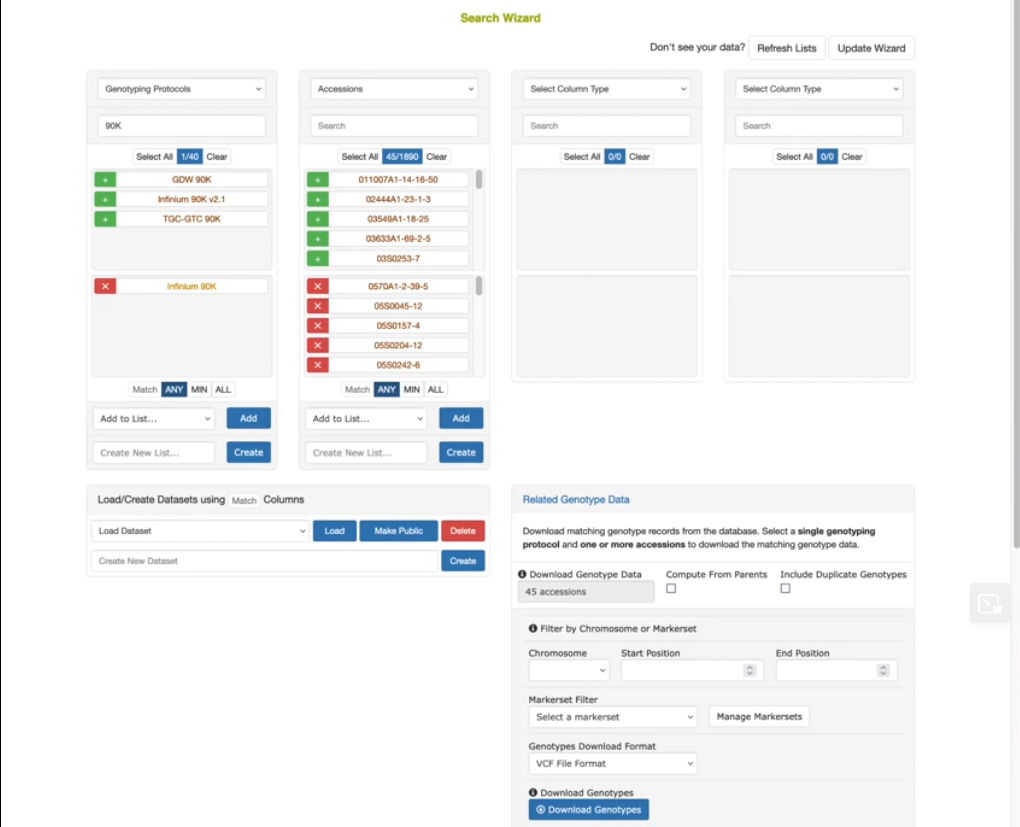 Search Wizard
Don't see your data? Refresh Lists Update Wizard
Genotyping Protocols
90K
Select All 1/40 Clear
+ GDW 90K
+ Infinium 90K v2.1
+ TGC-GTC 90K
✕ Infinium 90K
Match ANY MIN ALL
Add to List... Add
Create New List... Create
Accessions
Search
Select All 45/1890 Clear
+ 011007A1-14-16-50
+ 02444A1-23-1-3
+ 03549A1-18-25
+ 03633A1-69-2-5
+ 03S0253-7
✕ 0570A1-2-39-5
✕ 05S0045-12
✕ 05S0157-4
✕ 05S0204-12
✕ 05S0242-6
Match ANY MIN ALL
Add to List... Add
Create New List... Create
Select Column Type
Search
Select All 0/0 Clear
Select Column Type
Search
Select All 0/0 Clear
Load/Create Datasets using Match Columns
Load Dataset Load Make Public Delete
Create New Dataset Create
Related Genotype Data
Download matching genotype records from the database. Select a single genotyping
protocol and one or more accessions to download the matching genotype data.
Download Genotype Data Compute From Parents Include Duplicate Genotypes
45 accessions
Filter by Chromosome or Markerset
Chromosome Start Position End Position
Markerset Filter
Select a markerset Manage Markersets
Genotypes Download Format
VCF File Format
Download Genotypes
Download Genotypes